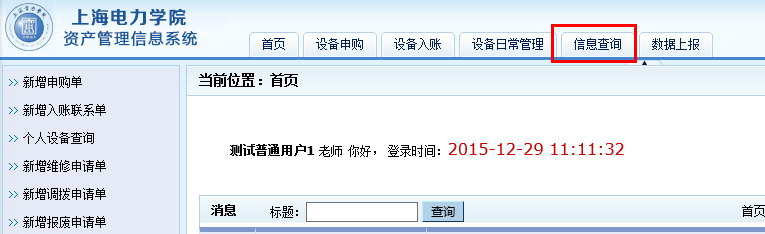 上海电力学院
资产管理信息系统
首页 设备申购 设备入账 设备日常管理 信息查询 数据上报
新增申购单
新增入账联系单
个人设备查询
新增维修申请单
新增调拨申请单
新增报废申请单
当前位置：首页
测试普通用户1 老师 你好，登录时间：2015-12-29 11:11:32
消息 标题： 查询 首页